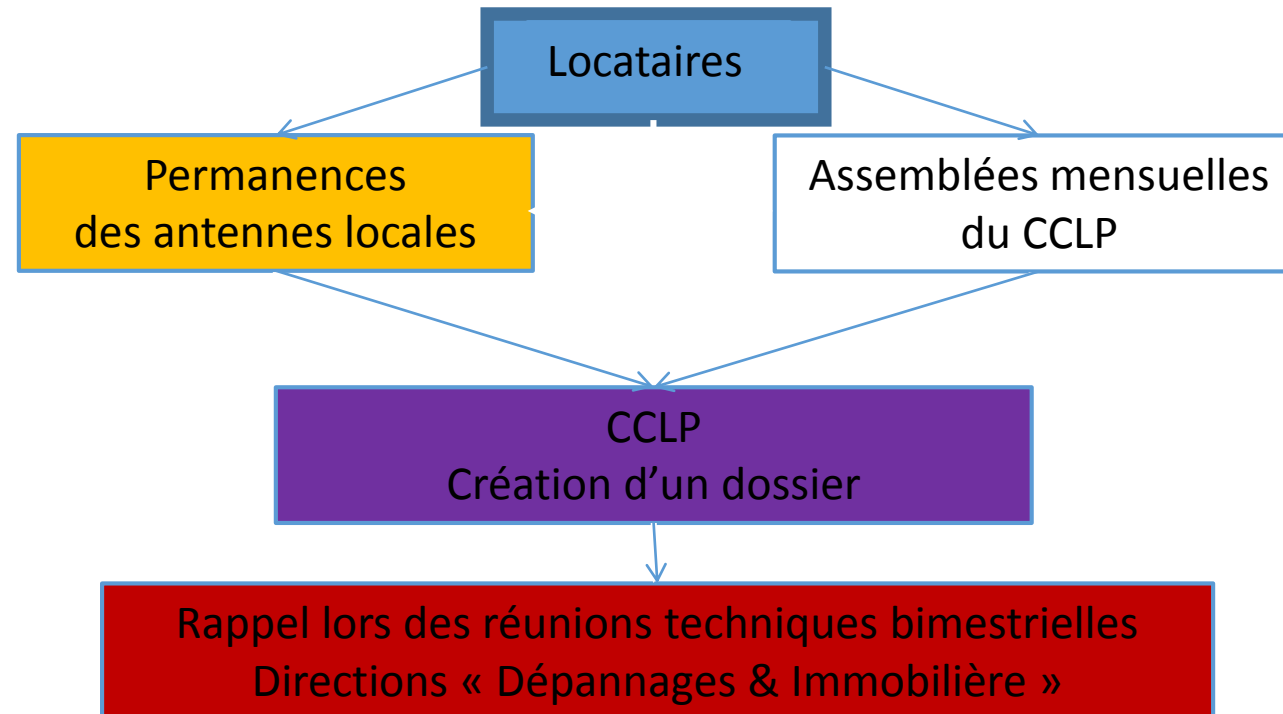 Locataires
Permanences
des antennes locales
Assemblées mensuelles
du CCLP
CCLP
Création d’un dossier
Rappel lors des réunions techniques bimestrielles
Directions « Dépannages & Immobilière »